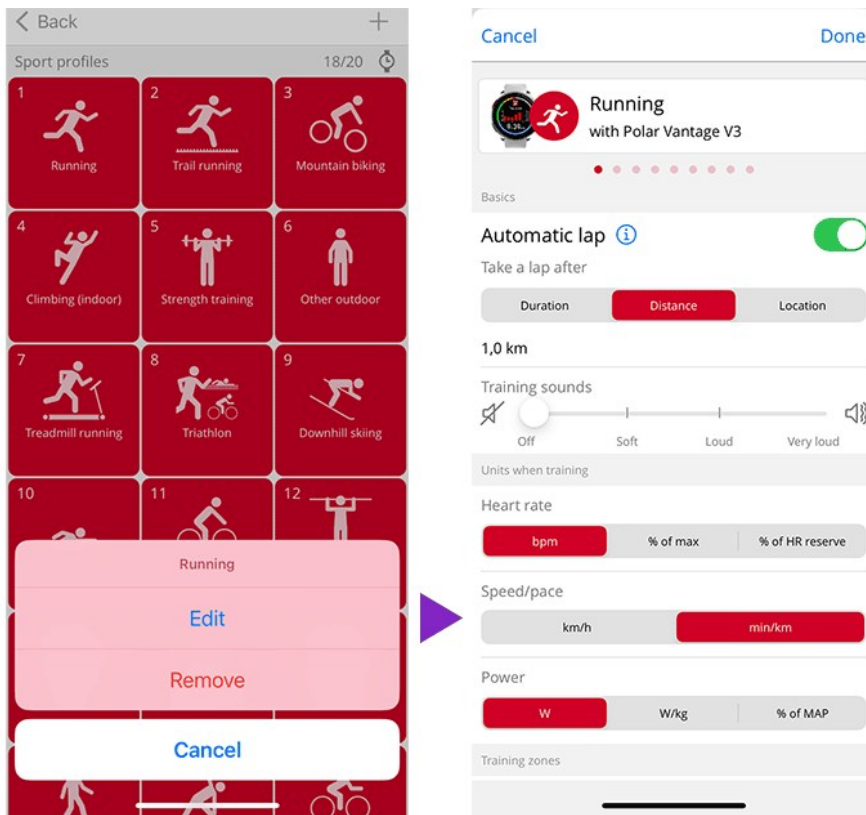 Back
Sport profiles 18/20
1 2 3
Running Trail running Mountain biking
4 5 6
Climbing (indoor) Strength training Other outdoor
7 8 9
Treadmill running Triathlon Downhill skiing
10 11 12
Running
Edit
Remove
Cancel
Cancel Done
Running
with Polar Vantage V3
Basics
Automatic lap
Take a lap after
Duration Distance Location
1,0 km
Training sounds
Off Soft Loud Very loud
Units when training
Heart rate
bpm % of max % of HR reserve
Speed/pace
km/h min/km
Power
W W/kg % of MAP
Training zones